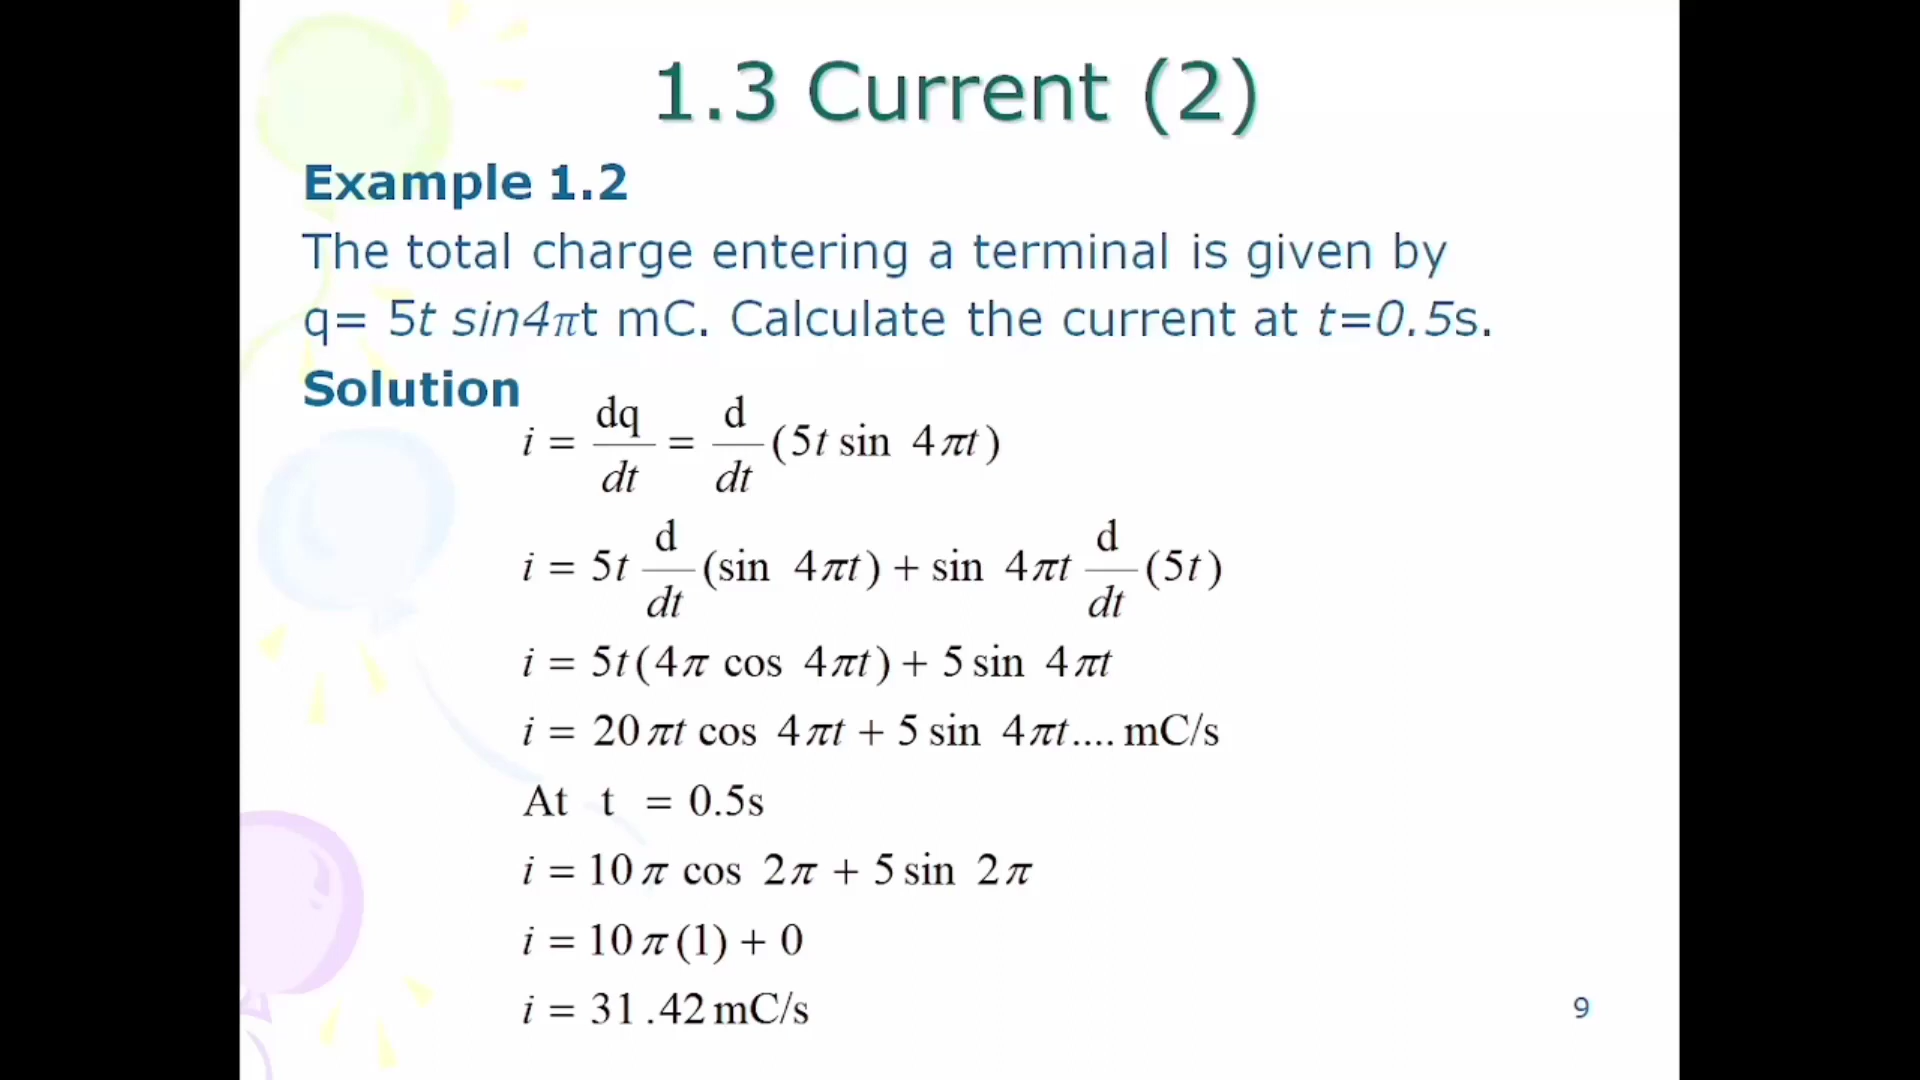 1.3 Current (2)
Example 1.2
The total charge entering a terminal is given by
q= 5t sin4πt mC. Calculate the current at t=0.5s.
Solution
i = dq/dt = d/dt (5t sin 4πt)
i = 5t d/dt (sin 4πt) + sin 4πt d/dt (5t)
i = 5t(4π cos 4πt) + 5 sin 4πt
i = 20πt cos 4πt + 5 sin 4πt.... mC/s
At t = 0.5s
i = 10π cos 2π + 5 sin 2π
i = 10π(1) + 0
i = 31.42 mC/s
9